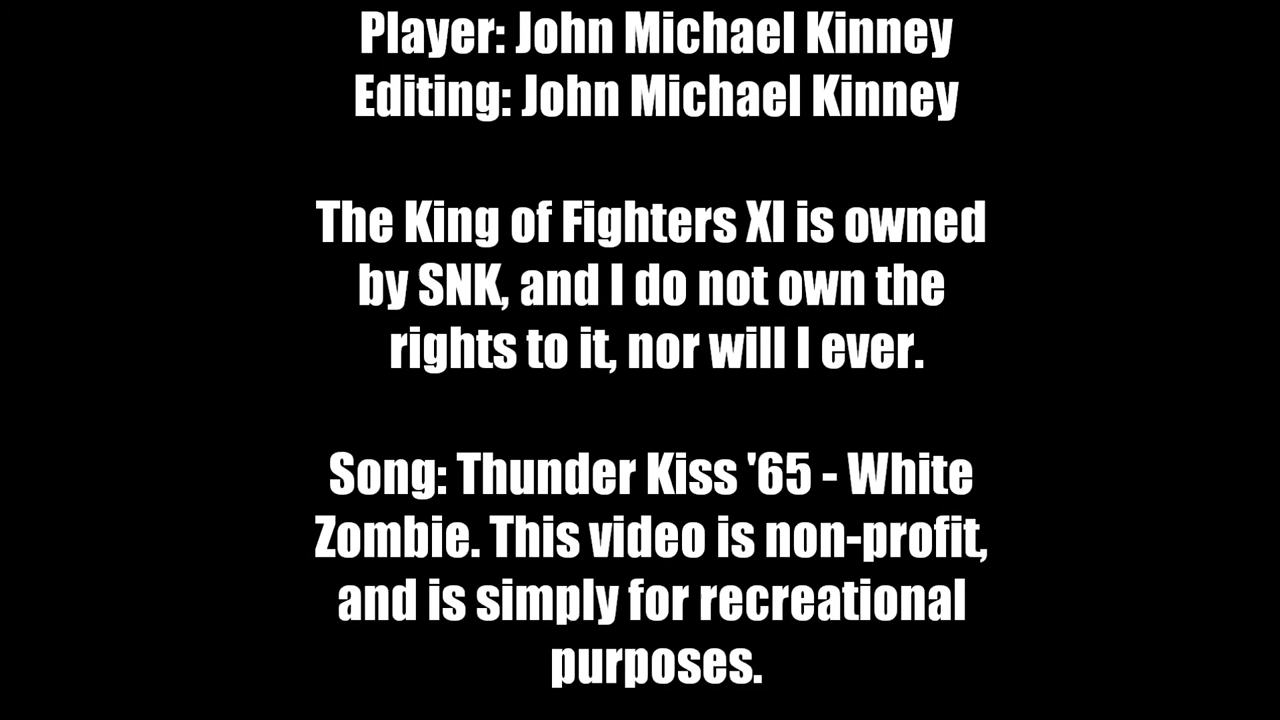 Player: John Michael Kinney
Editing: John Michael Kinney
The King of Fighters XI is owned
by SNK, and I do not own the
rights to it, nor will I ever.
Song: Thunder Kiss '65 - White
Zombie. This video is non-profit,
and is simply for recreational
purposes.